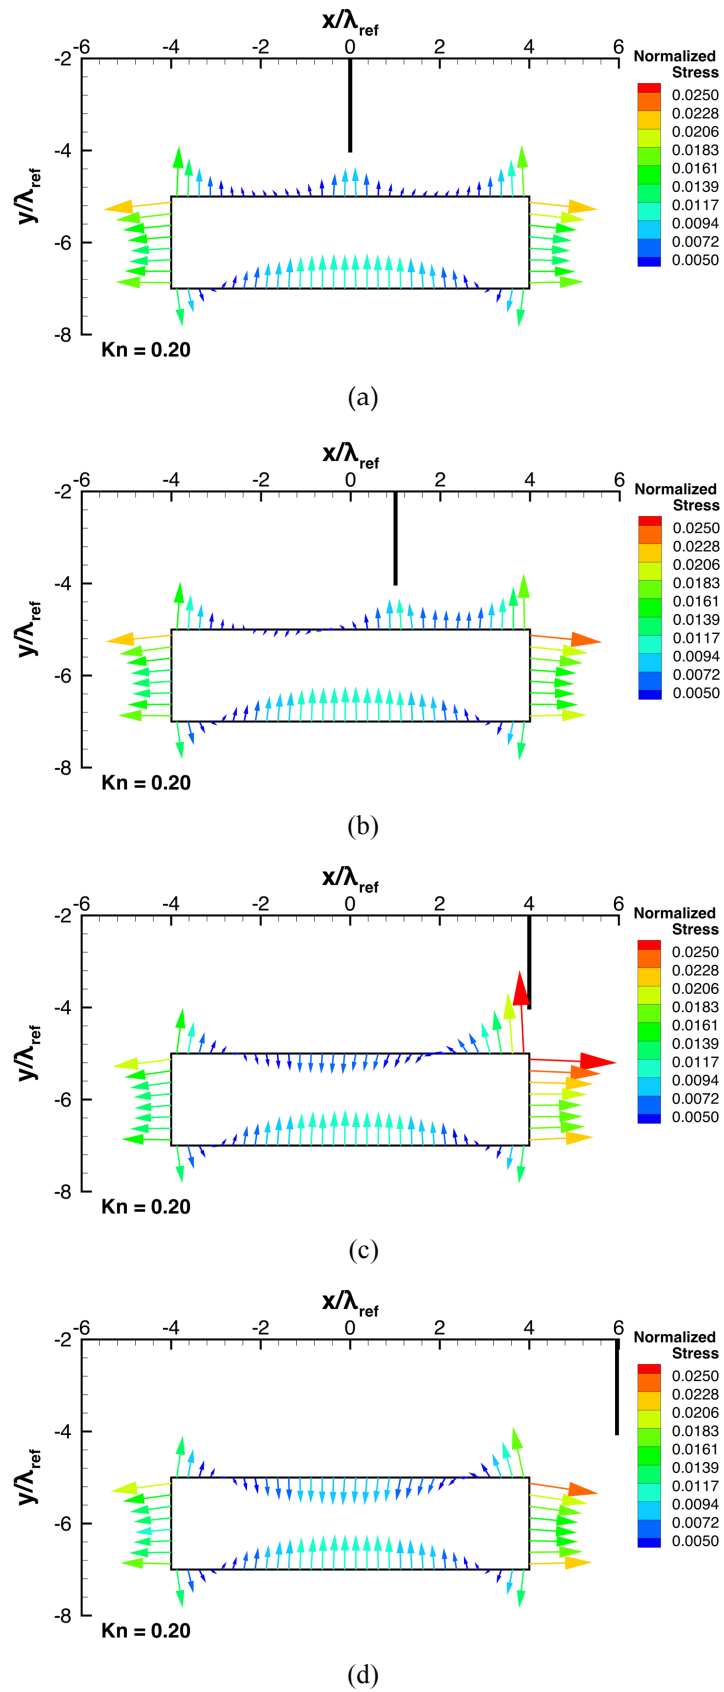 x/λref
-6 -4 -2 0 2 4 6
Normalized
Stress
-2
0.0250
0.0228
0.0206
-4
0.0183
0.0161
y/λref
0.0139
0.0117
-6
0.0094
0.0072
0.0050
-8
Kn = 0.20
(a)
x/λref
-6 -4 -2 0 2 4 6
Normalized
Stress
-2
0.0250
0.0228
0.0206
-4
0.0183
0.0161
y/λref
0.0139
0.0117
-6
0.0094
0.0072
0.0050
-8
Kn = 0.20
(b)
x/λref
-6 -4 -2 0 2 4 6
Normalized
Stress
-2
0.0250
0.0228
0.0206
-4
0.0183
0.0161
y/λref
0.0139
0.0117
-6
0.0094
0.0072
0.0050
-8
Kn = 0.20
(c)
x/λref
-6 -4 -2 0 2 4 6
Normalized
Stress
-2
0.0250
0.0228
0.0206
-4
0.0183
0.0161
y/λref
0.0139
0.0117
-6
0.0094
0.0072
0.0050
-8
Kn = 0.20
(d)